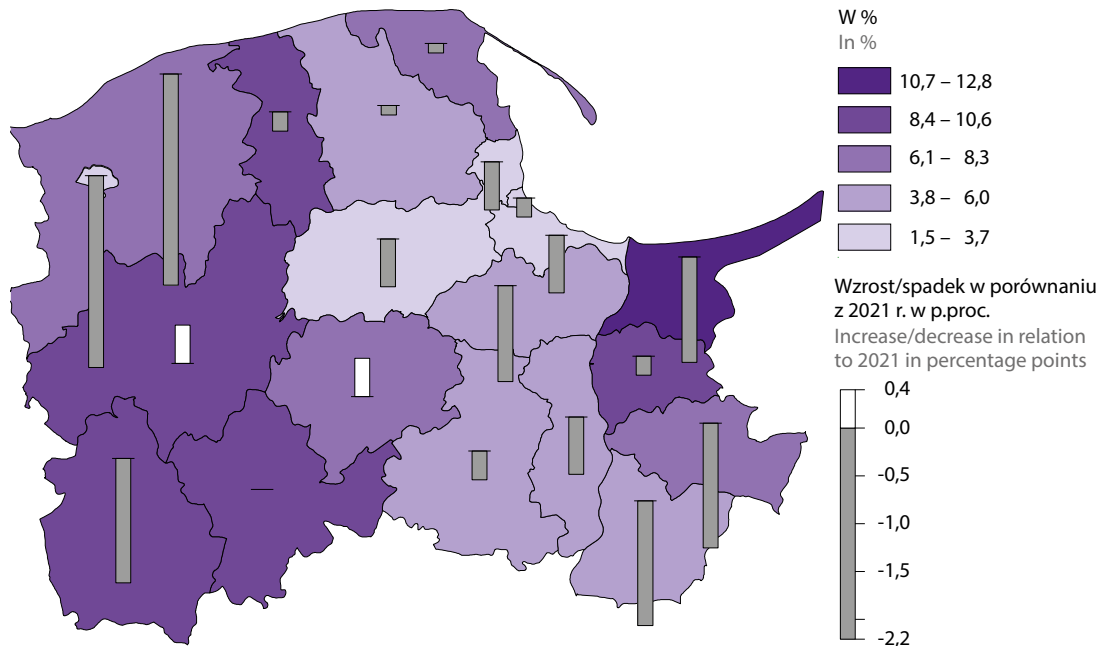 W %
In %
10,7 – 12,8
8,4 – 10,6
6,1 – 8,3
3,8 – 6,0
1,5 – 3,7
Wzrost/spadek w porównaniu
z 2021 r. w p.proc.
Increase/decrease in relation
to 2021 in percentage points
0,4
0,0
-0,5
-1,0
-1,5
-2,2